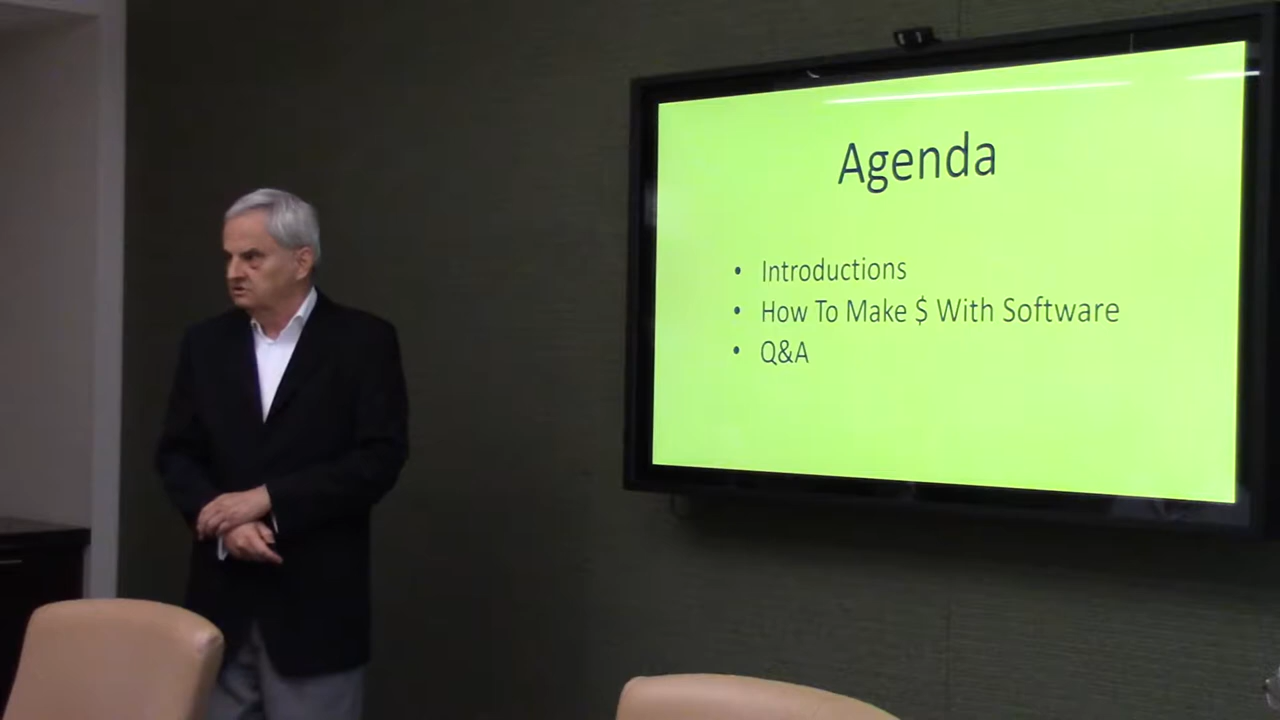 Agenda
• Introductions
• How To Make $ With Software
• Q&A